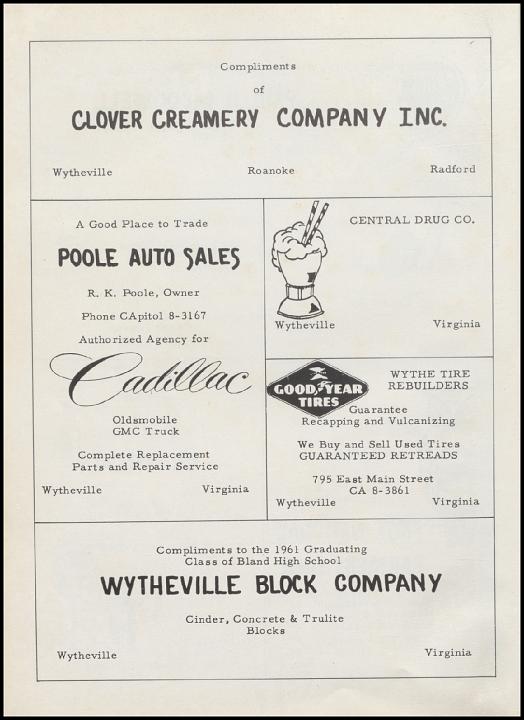 Compliments
of
CLOVER CREAMERY COMPANY INC.
Wytheville Roanoke Radford
A Good Place to Trade
POOLE AUTO SALES
R. K. Poole, Owner
Phone CApitol 8-3167
Authorized Agency for
Cadillac
Oldsmobile
GMC Truck
Complete Replacement
Parts and Repair Service
Wytheville Virginia
CENTRAL DRUG CO.
Wytheville Virginia
GOOD YEAR
TIRES
WYTHE TIRE
REBUILDERS
Guarantee
Recapping and Vulcanizing
We Buy and Sell Used Tires
GUARANTEED RETREADS
795 East Main Street
CA 8-3861
Wytheville Virginia
Compliments to the 1961 Graduating
Class of Bland High School
WYTHEVILLE BLOCK COMPANY
Cinder, Concrete & Trulite
Blocks
Wytheville Virginia